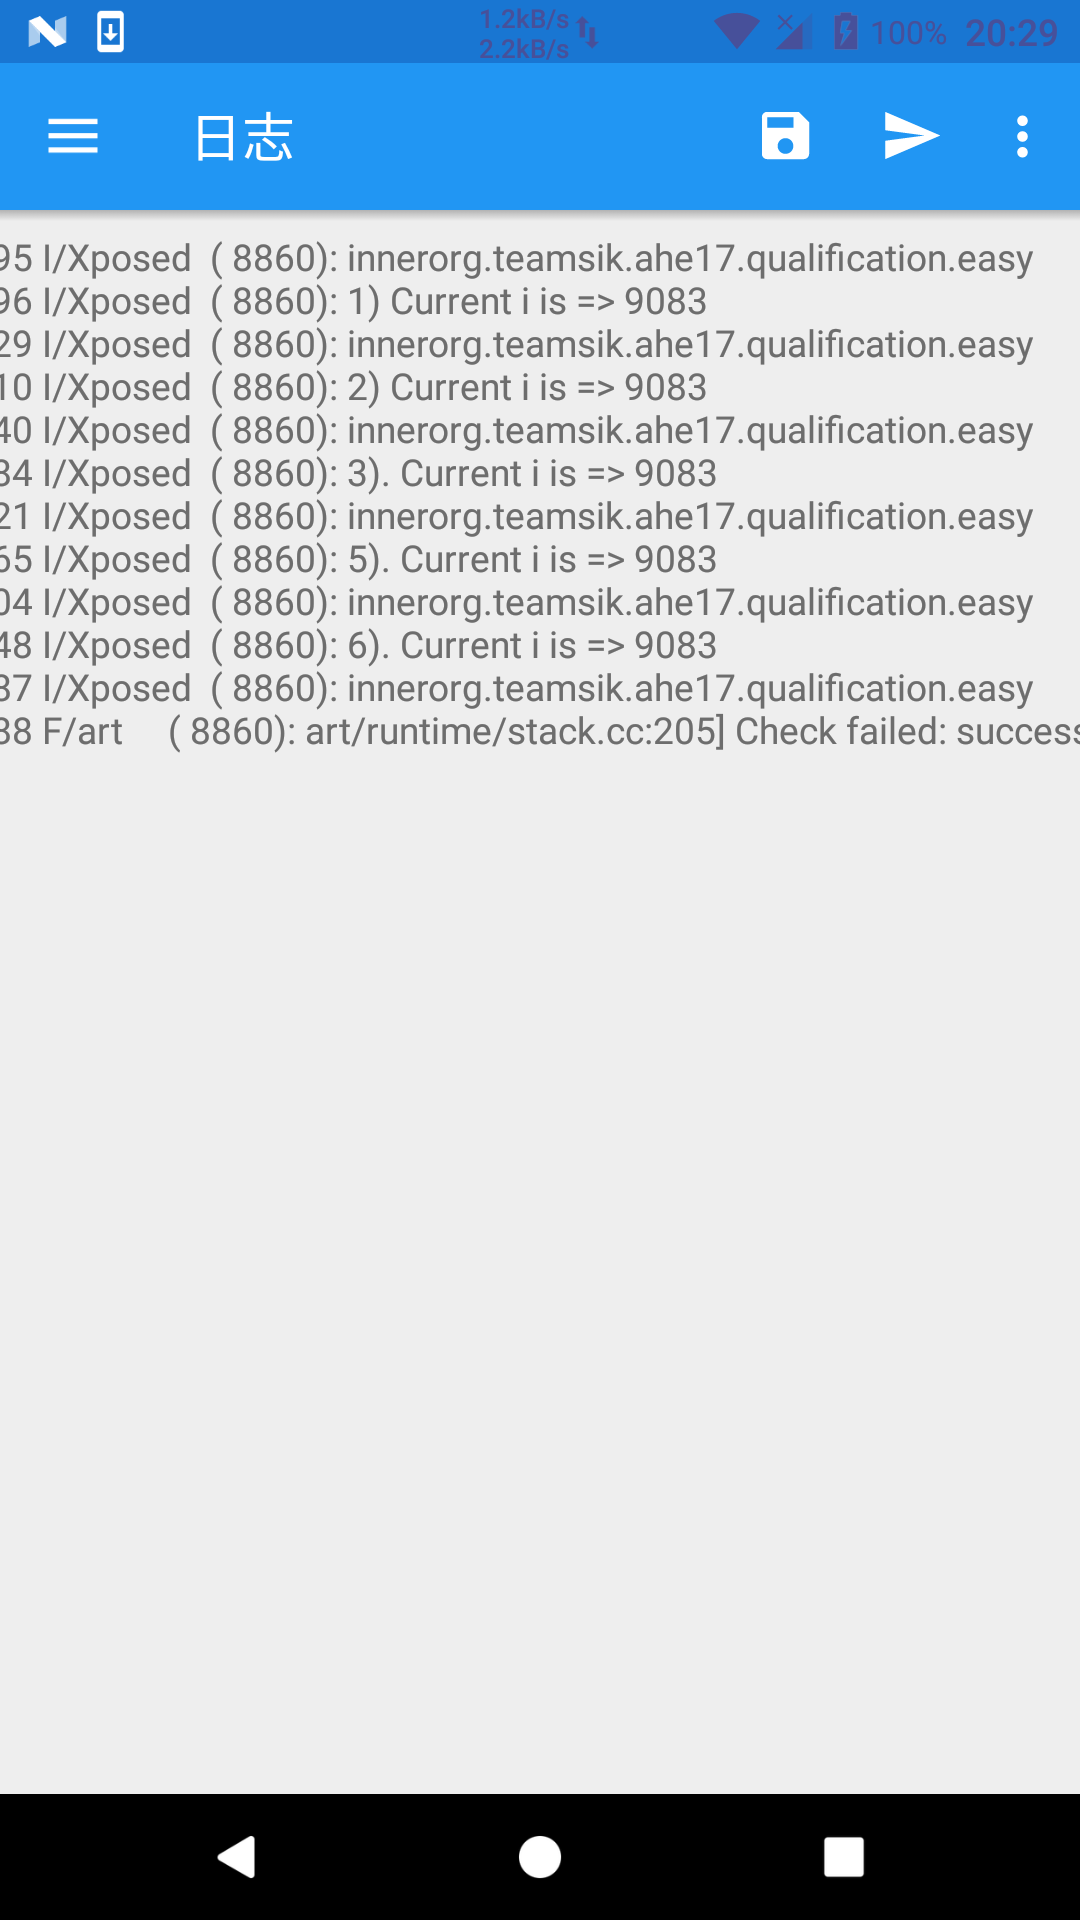 1.2kB/s
2.2kB/s
100% 20:29
日志
95 I/Xposed ( 8860): innerorg.teamsik.ahe17.qualification.easy
96 I/Xposed ( 8860): 1) Current i is => 9083
29 I/Xposed ( 8860): innerorg.teamsik.ahe17.qualification.easy
10 I/Xposed ( 8860): 2) Current i is => 9083
40 I/Xposed ( 8860): innerorg.teamsik.ahe17.qualification.easy
34 I/Xposed ( 8860): 3). Current i is => 9083
21 I/Xposed ( 8860): innerorg.teamsik.ahe17.qualification.easy
65 I/Xposed ( 8860): 5). Current i is => 9083
04 I/Xposed ( 8860): innerorg.teamsik.ahe17.qualification.easy
48 I/Xposed ( 8860): 6). Current i is => 9083
37 I/Xposed ( 8860): innerorg.teamsik.ahe17.qualification.easy
38 F/art ( 8860): art/runtime/stack.cc:205] Check failed: success